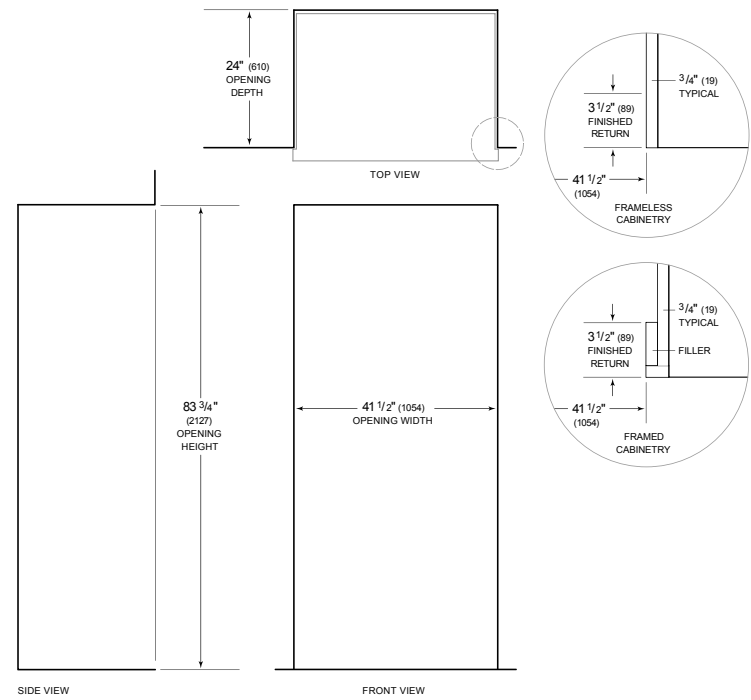 24" (610)
OPENING
DEPTH
TOP VIEW
3/4" (19)
TYPICAL
3 1/2" (89)
FINISHED
RETURN
41 1/2"
(1054)
FRAMELESS
CABINETRY
3/4" (19)
TYPICAL
3 1/2" (89)
FINISHED
RETURN
FILLER
41 1/2"
(1054)
FRAMED
CABINETRY
83 3/4"
(2127)
OPENING
HEIGHT
41 1/2" (1054)
OPENING WIDTH
SIDE VIEW
FRONT VIEW